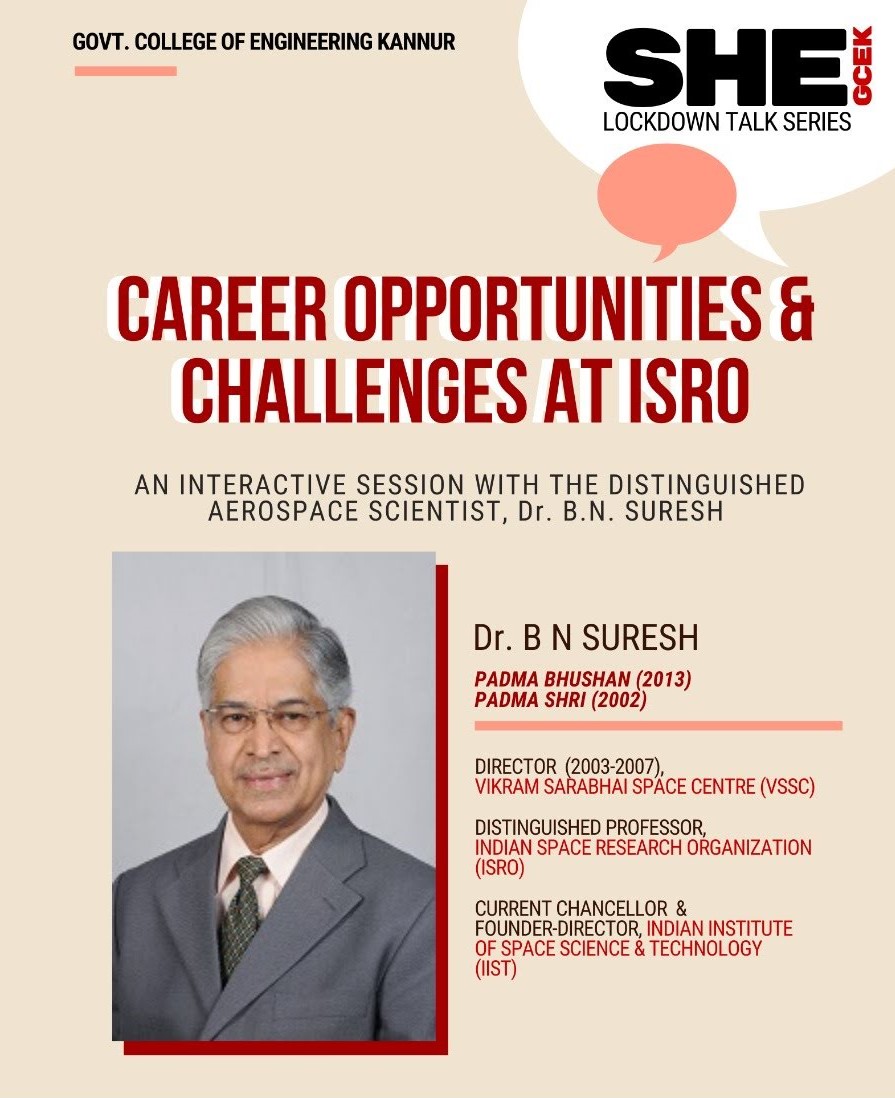 GOVT. COLLEGE OF ENGINEERING KANNUR
SHE
GCEK
LOCKDOWN TALK SERIES
CAREER OPPORTUNITIES &
CHALLENGES AT ISRO
AN INTERACTIVE SESSION WITH THE DISTINGUISHED
AEROSPACE SCIENTIST, Dr. B.N. SURESH
Dr. B N SURESH
PADMA BHUSHAN (2013)
PADMA SHRI (2002)
DIRECTOR (2003-2007),
VIKRAM SARABHAI SPACE CENTRE (VSSC)
DISTINGUISHED PROFESSOR,
INDIAN SPACE RESEARCH ORGANIZATION
(ISRO)
CURRENT CHANCELLOR &
FOUNDER-DIRECTOR, INDIAN INSTITUTE
OF SPACE SCIENCE & TECHNOLOGY
(IIST)